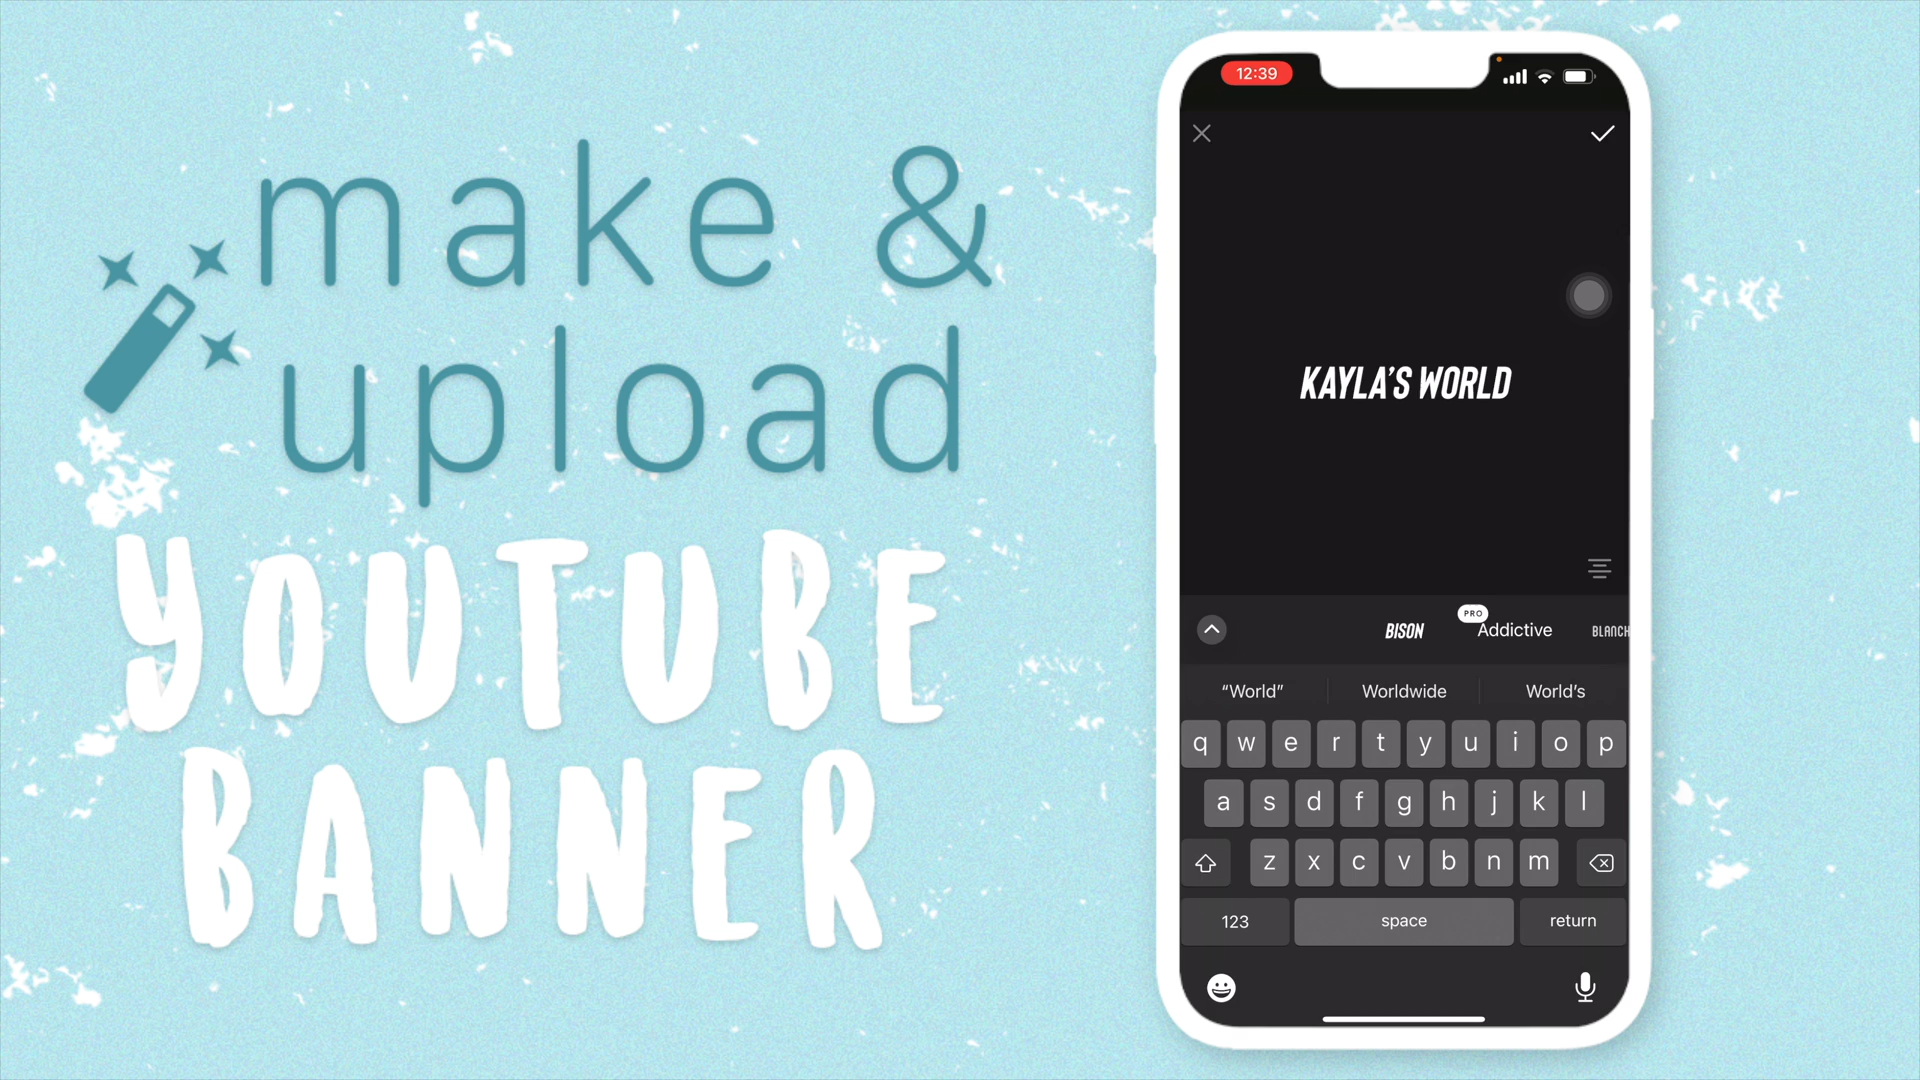 make &
upload
YOUTUBE
BANNER
12:39
KAYLA'S WORLD
BISON
PRO
Addictive
BLANCH
“World”
Worldwide
World's
q w e r t y u i o p
a s d f g h j k l
z x c v b n m
123
space
return